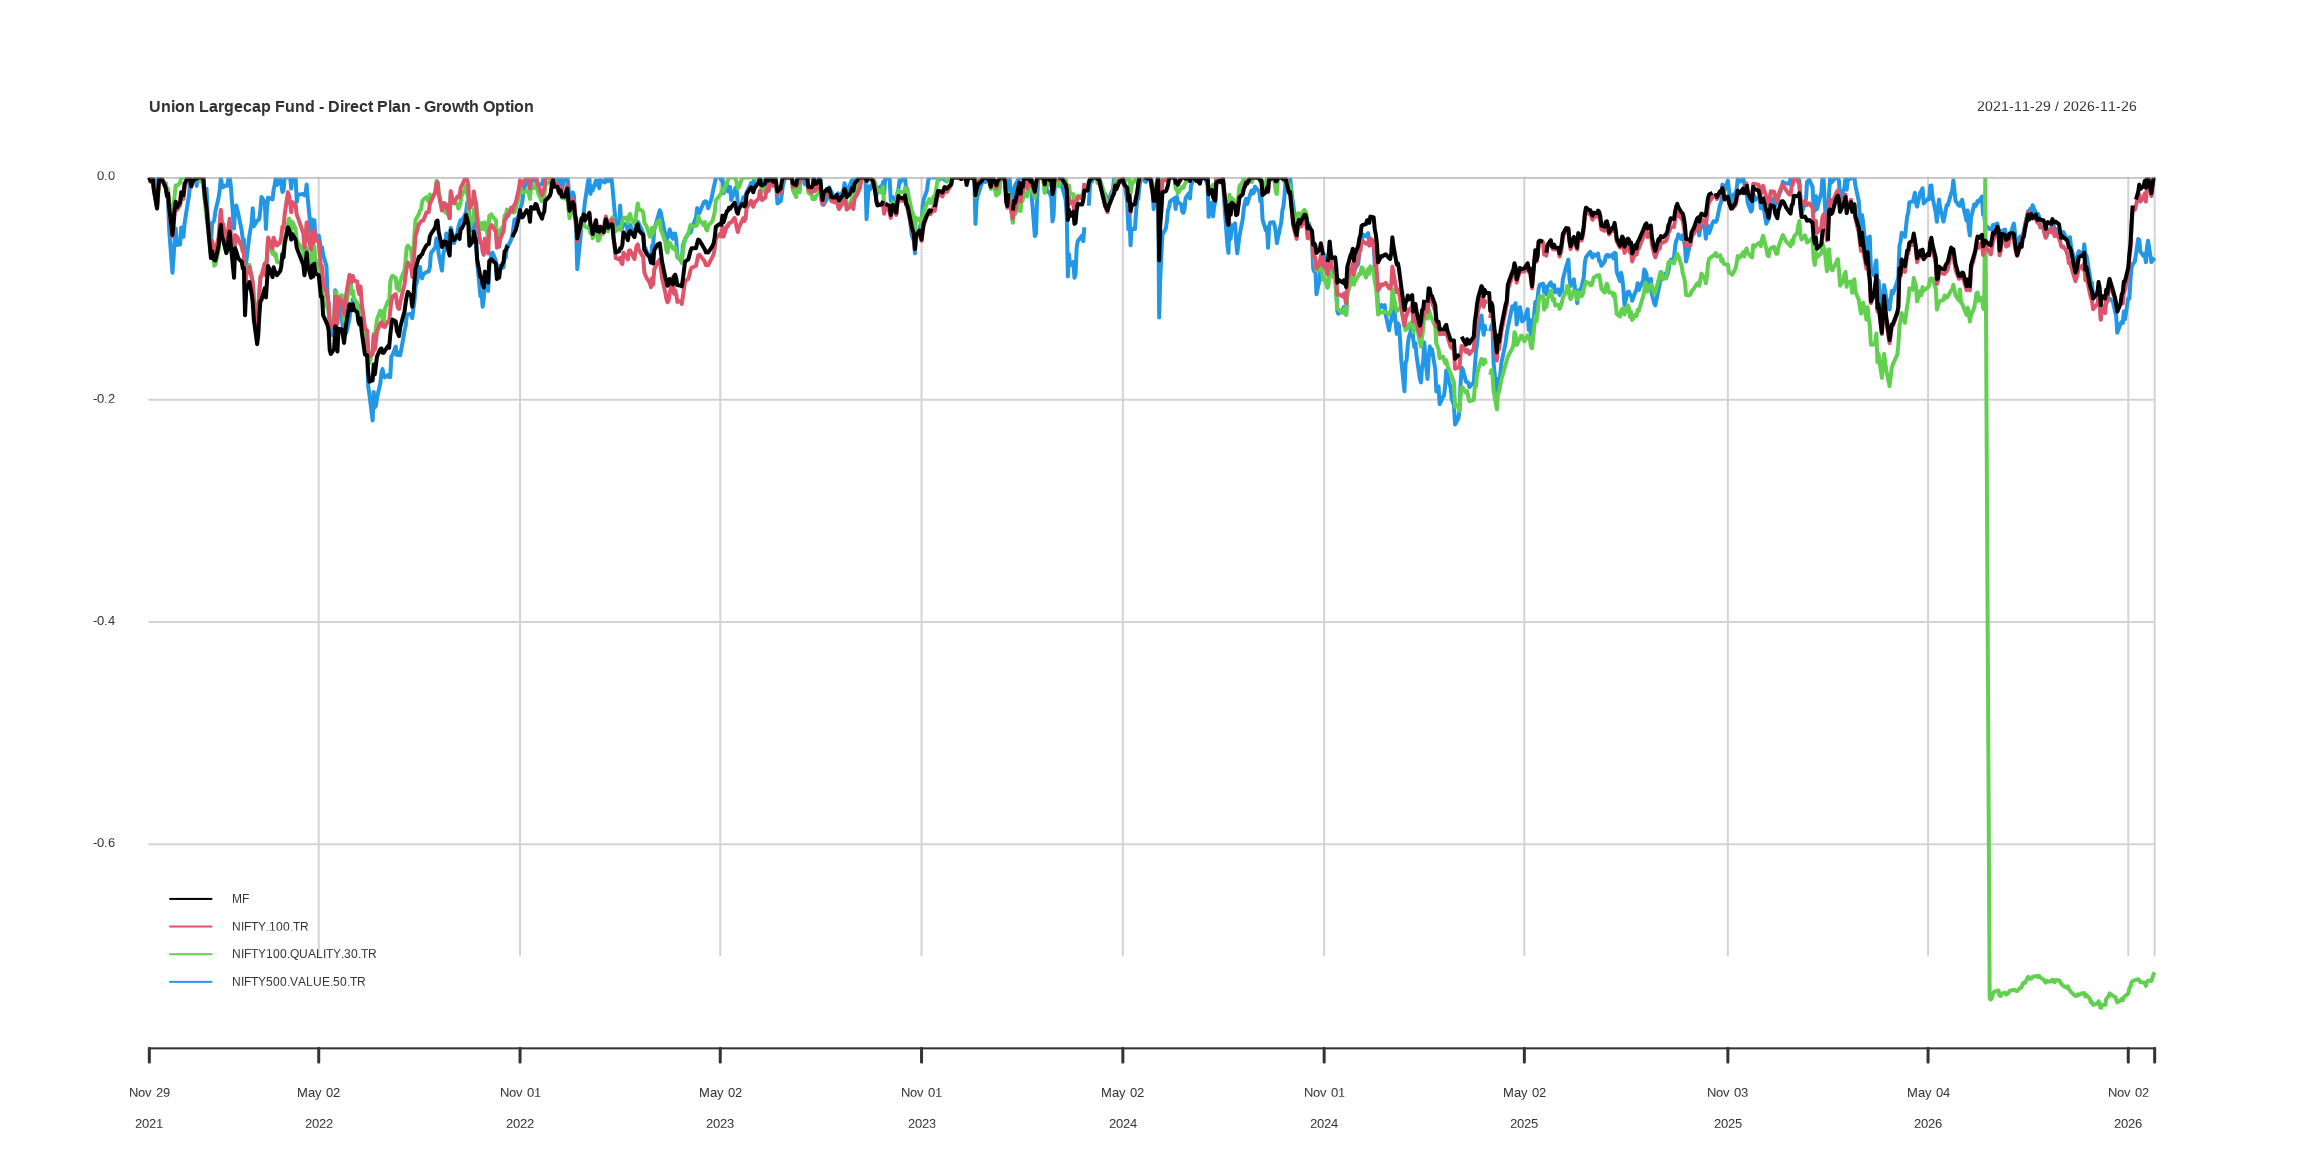 Union Largecap Fund - Direct Plan - Growth Option
2021-11-29 / 2026-11-26
0.0
-0.2
-0.4
-0.6
MF
NIFTY.100.TR
NIFTY100.QUALITY.30.TR
NIFTY500.VALUE.50.TR
Nov 29 May 02 Nov 01 May 02 Nov 01 May 02 Nov 01 May 02 Nov 03 May 04 Nov 02
2021 2022 2022 2023 2023 2024 2024 2025 2025 2026 2026